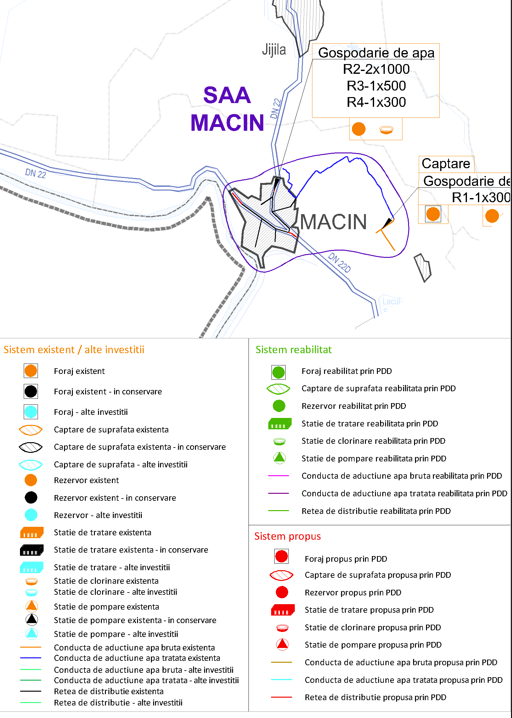 Jijila
Gospodarie de apa
R2-2x1000
R3-1x500
R4-1x300
SAA
MACIN
DN 22
DN 22
Captare
Gospodarie de
R1-1x300
MACIN
DN 220
Lacul
Sistem existent / alte investitii
Foraj existent
Foraj existent - in conservare
Foraj - alte investitii
Captare de suprafata existenta
Captare de suprafata existenta - in conservare
Captare de suprafata - alte investitii
Rezervor existent
Rezervor existent - in conservare
Rezervor - alte investitii
Statie de tratare existenta
Statie de tratare existenta - in conservare
Statie de tratare - alte investitii
Statie de clorinare existenta
Statie de clorinare - alte investitii
Statie de pompare existenta
Statie de pompare existenta - in conservare
Statie de pompare - alte investitii
Conducta de aductiune apa bruta existenta
Conducta de aductiune apa tratata existenta
Conducta de aductiune apa bruta - alte investitii
Conducta de aductiune apa tratata - alte investitii
Retea de distributie existenta
Retea de distributie - alte investitii
Sistem reabilitat
Foraj reabilitat prin PDD
Captare de suprafata reabilitata prin PDD
Rezervor reabilitat prin PDD
Statie de tratare reabilitata prin PDD
Statie de clorinare reabilitata prin PDD
Statie de pompare reabilitata prin PDD
Conducta de aductiune apa bruta reabilitata prin PDD
Conducta de aductiune apa tratata reabilitata prin PDD
Retea de distributie reabilitata prin PDD
Sistem propus
Foraj propus prin PDD
Captare de suprafata propusa prin PDD
Rezervor propus prin PDD
Statie de tratare propusa prin PDD
Statie de clorinare propusa prin PDD
Statie de pompare propusa prin PDD
Conducta de aductiune apa bruta propusa prin PDD
Conducta de aductiune apa tratata propusa prin PDD
Retea de distributie propusa prin PDD